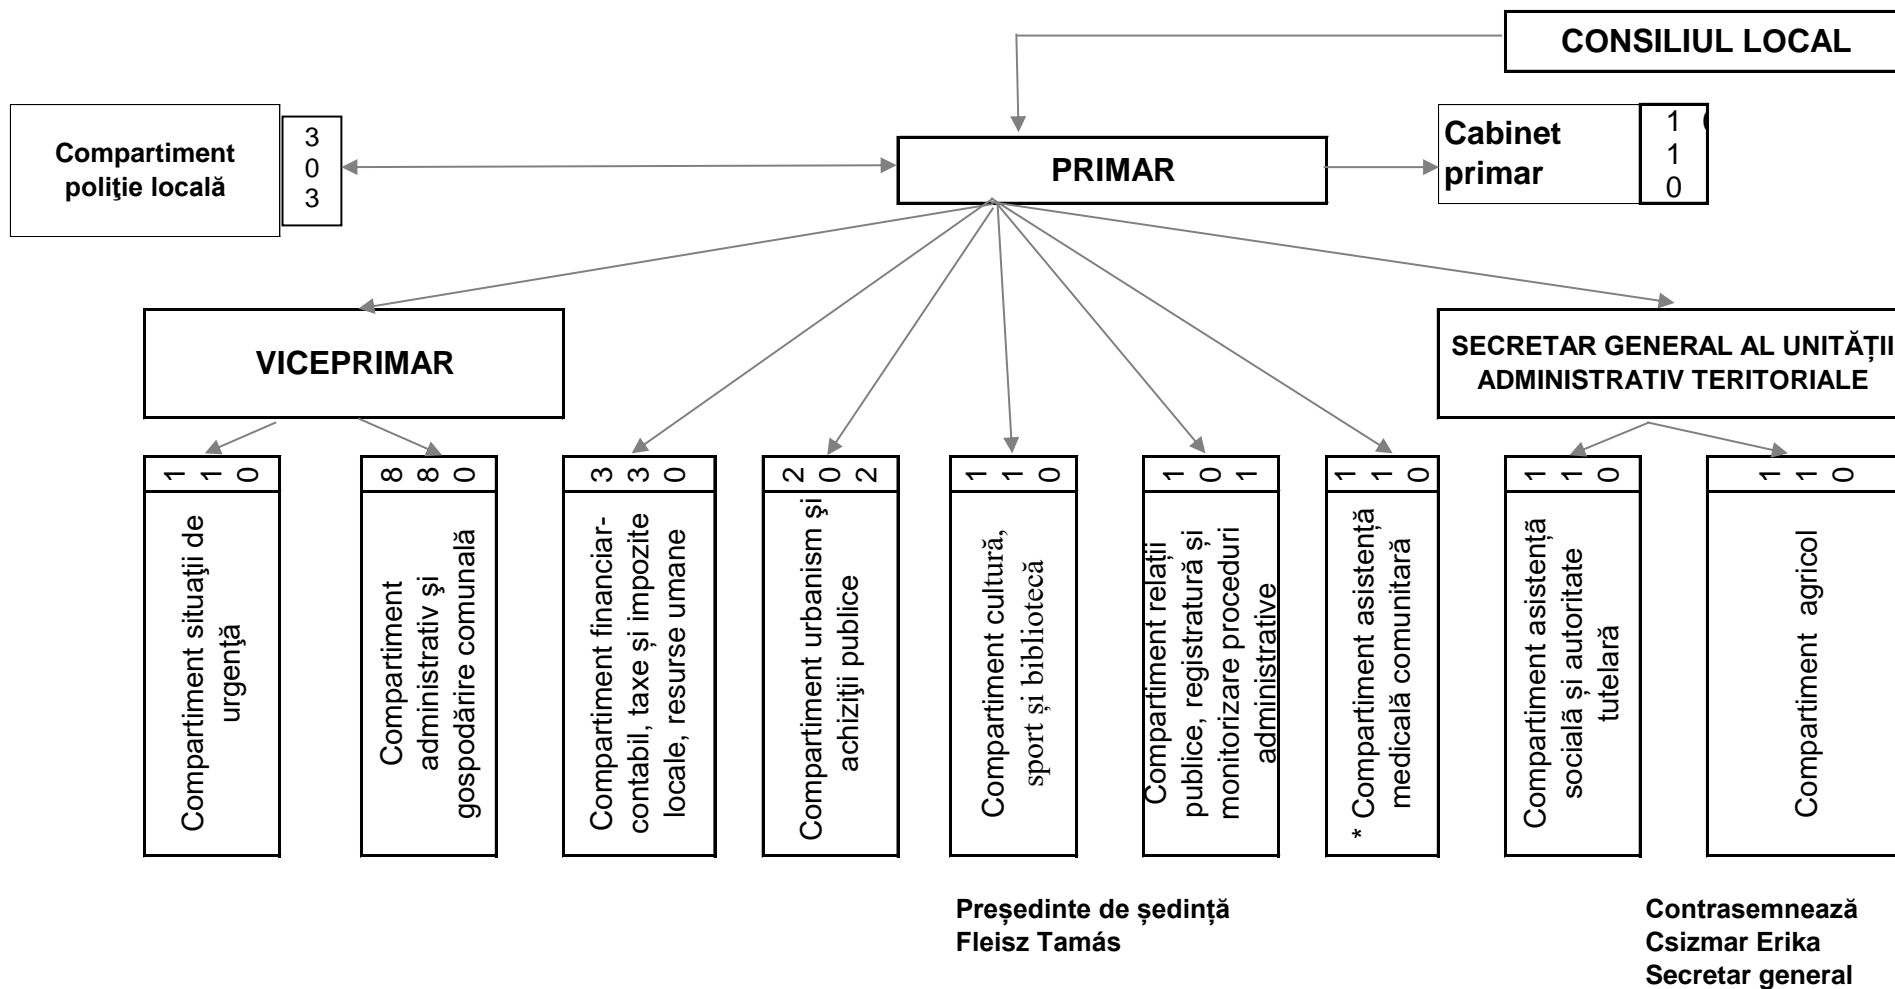 CONSILIUL LOCAL
Compartiment
poliţie locală
3
0
3
PRIMAR
Cabinet
primar
1
1
0
VICEPRIMAR
SECRETAR GENERAL AL UNITĂȚII
ADMINISTRATIV TERITORIALE
1
1
0
Compartiment situaţii de
urgenţă
8
8
0
Compartiment
administrativ şi
gospodărire comunală
3
3
0
Compartiment financiar-
contabil, taxe și impozite
locale, resurse umane
2
0
2
Compartiment urbanism şi
achiziţii publice
1
1
0
Compartiment cultură,
sport și bibliotecă
1
0
1
Compartiment relații
publice, registratură și
monitorizare proceduri
administrative
1
1
0
* Compartiment asistență
medicală comunitară
1
1
0
Compartiment asistență
socială și autoritate
tutelară
1
1
0
Compartiment agricol
Președinte de ședință
Fleisz Tamás
Contrasemnează
Csizmar Erika
Secretar general